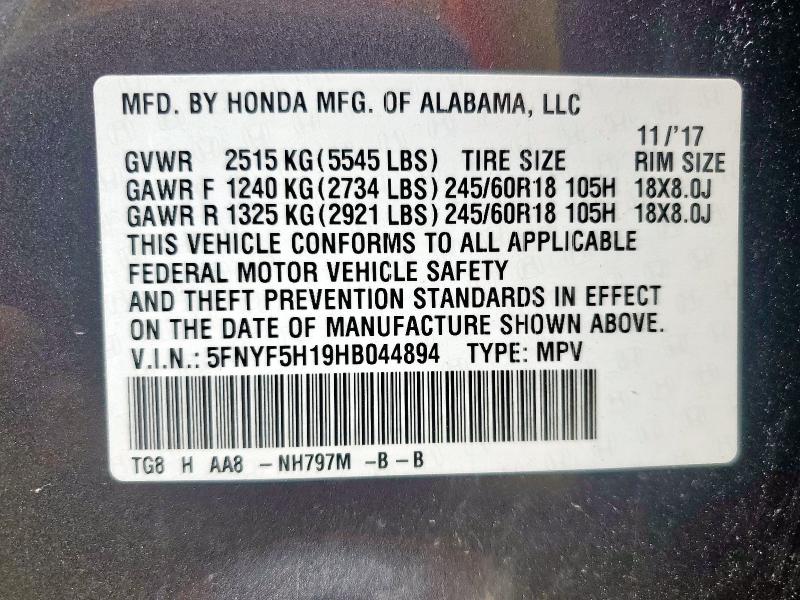 MFD. BY HONDA MFG. OF ALABAMA, LLC
11/'17
GVWR 2515 KG (5545 LBS) TIRE SIZE RIM SIZE
GAWR F 1240 KG (2734 LBS) 245/60R18 105H 18X8.0J
GAWR R 1325 KG (2921 LBS) 245/60R18 105H 18X8.0J
THIS VEHICLE CONFORMS TO ALL APPLICABLE
FEDERAL MOTOR VEHICLE SAFETY
AND THEFT PREVENTION STANDARDS IN EFFECT
ON THE DATE OF MANUFACTURE SHOWN ABOVE.
V.I.N.: 5FNYF5H19HB044894 TYPE: MPV
TG8 H AA8 - NH797M -B - B